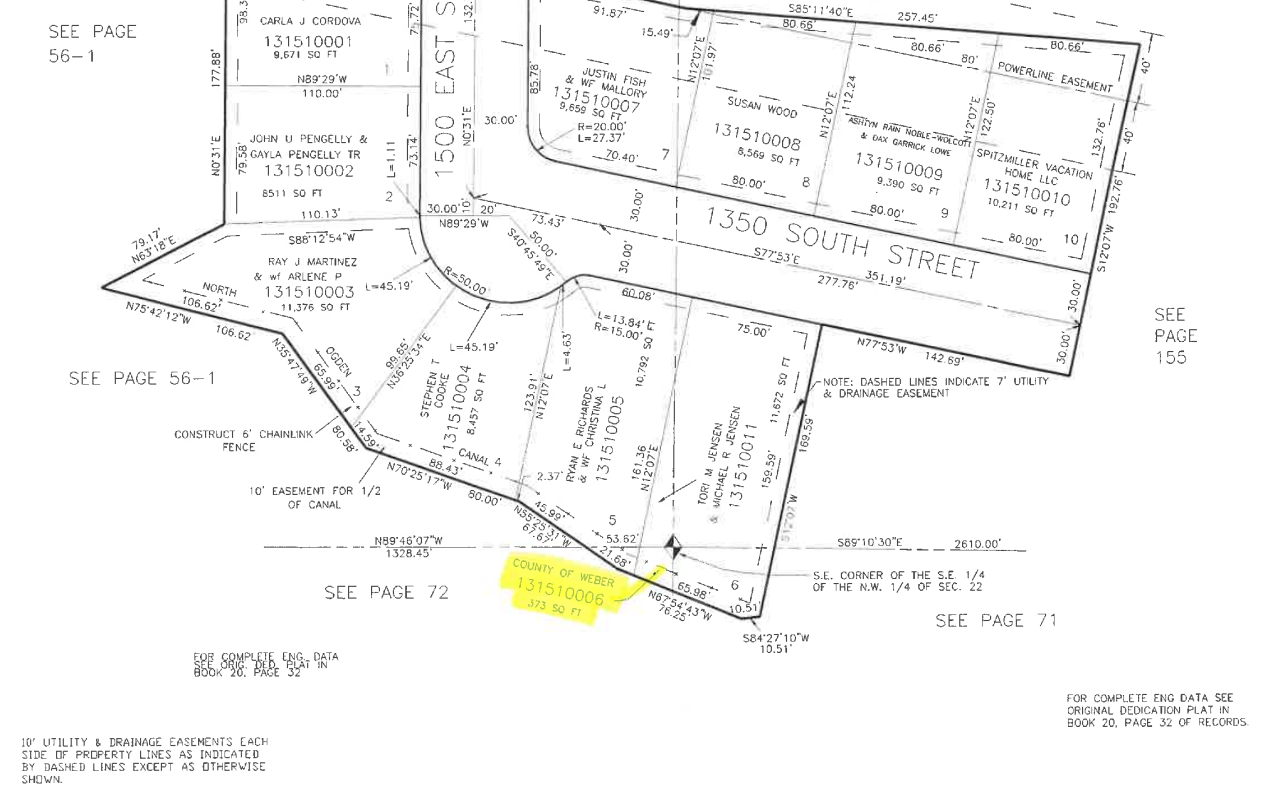 SEE PAGE
56-1
CARLA J CORDOVA
131510001
9,671 SQ FT
1
N89°29'W
110.00'
177.88'
N0°31'E
98.3
71.72'
JOHN U PENGELLY &
GAYLA PENGELLY TR
131510002
8511 SQ FT
2
79.58'
73.14'
L=1.11
110.13'
S88°12'54"W
1500 EAST S
132.
N0°31'E
30.00'
85.78'
91.87'
15.49'
JUSTIN FISH
& WF MALLORY
131510007
9,659 SQ FT
R=20.00'
L=27.37'
70.40'
7
N12°07'E
101.97'
S85°11'40"E
257.45'
80.66'
80.66'
80.66'
80'
POWERLINE EASEMENT
40'
40'
SUSAN WOOD
131510008
8,569 SQ FT
80.00'
8
N12°07'E
112.24
ASHTYN RAIN NOBLE-WOLCOTT
& DAX GARRICK LOWE
131510009
9,390 SQ FT
80.00'
9
N12°07'E
122.50'
SPITZMILLER VACATION
HOME LLC
131510010
10,211 SQ FT
80.00'
10
132.76'
192.76'
S12°07'W
30.00'
30.00'
30.00'
10'
20'
N89°29'W
73.43'
30.00'
30.00'
1350 SOUTH STREET
S77°53'E
351.19'
277.76'
50.00'
S40°45'49"E
79.17'
N63°18'E
RAY J MARTINEZ
& wf ARLENE P
131510003
11,376 SQ FT
L=45.19'
R=50.00'
NORTH
106.62'
N75°42'12"W
106.62'
OGDEN
65.99'
N35°47'49"W
3
14.59'
80.58'
99.65'
N36°25'34"E
L=45.19'
STEPHEN T
COOKE
131510004
8,457 SQ FT
CANAL 4
88.43'
N70°25'17"W
80.00'
123.91'
N12°07'E
L=4.63'
L=13.84'
R=15.00'
60.08'
RYAN E RICHARDS
& WF CHRISTINA L
131510005
10,792 SQ
2.37'
45.99'
N55°25'31"W
67.67'
5
53.62'
21.68'
161.36
N12°07'E
75.00'
TORI M JENSEN
& MICHAEL R JENSEN
131510011
11,672 SQ FT
159.59'
169.59'
S12°07'W
6
65.98'
N67°54'43"W
76.25'
10.51'
S84°27'10"W
10.51'
N77°53'W
142.69'
SEE
PAGE
155
NOTE: DASHED LINES INDICATE 7' UTILITY
& DRAINAGE EASEMENT
SEE PAGE 56-1
CONSTRUCT 6' CHAINLINK
FENCE
10' EASEMENT FOR 1/2
OF CANAL
N89°46'07"W
1328.45'
S89°10'30"E
2610.00'
SEE PAGE 72
COUNTY OF WEBER
131510006
373 SQ FT
S.E. CORNER OF THE S.E. 1/4
OF THE N.W. 1/4 OF SEC. 22
SEE PAGE 71
FOR COMPLETE ENG. DATA
SEE ORIG. DED. PLAT IN
BOOK 20, PAGE 32
FOR COMPLETE ENG DATA SEE
ORIGINAL DEDICATION PLAT IN
BOOK 20, PAGE 32 OF RECORDS.
10' UTILITY & DRAINAGE EASEMENTS EACH
SIDE OF PROPERTY LINES AS INDICATED
BY DASHED LINES EXCEPT AS OTHERWISE
SHOWN.